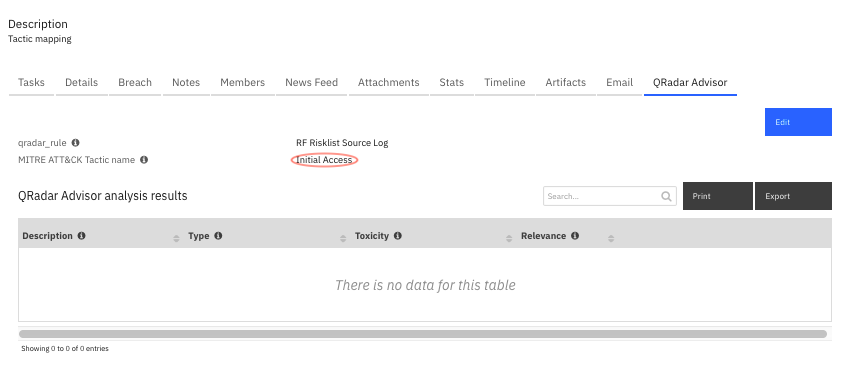 Description
Tactic mapping
Tasks Details Breach Notes Members News Feed Attachments Stats Timeline Artifacts Email QRadar Advisor
Edit
qradar_rule RF Risklist Source Log
MITRE ATT&CK Tactic name Initial Access
QRadar Advisor analysis results Search... Print Export
Description Type Toxicity Relevance
There is no data for this table
Showing 0 to 0 of 0 entries